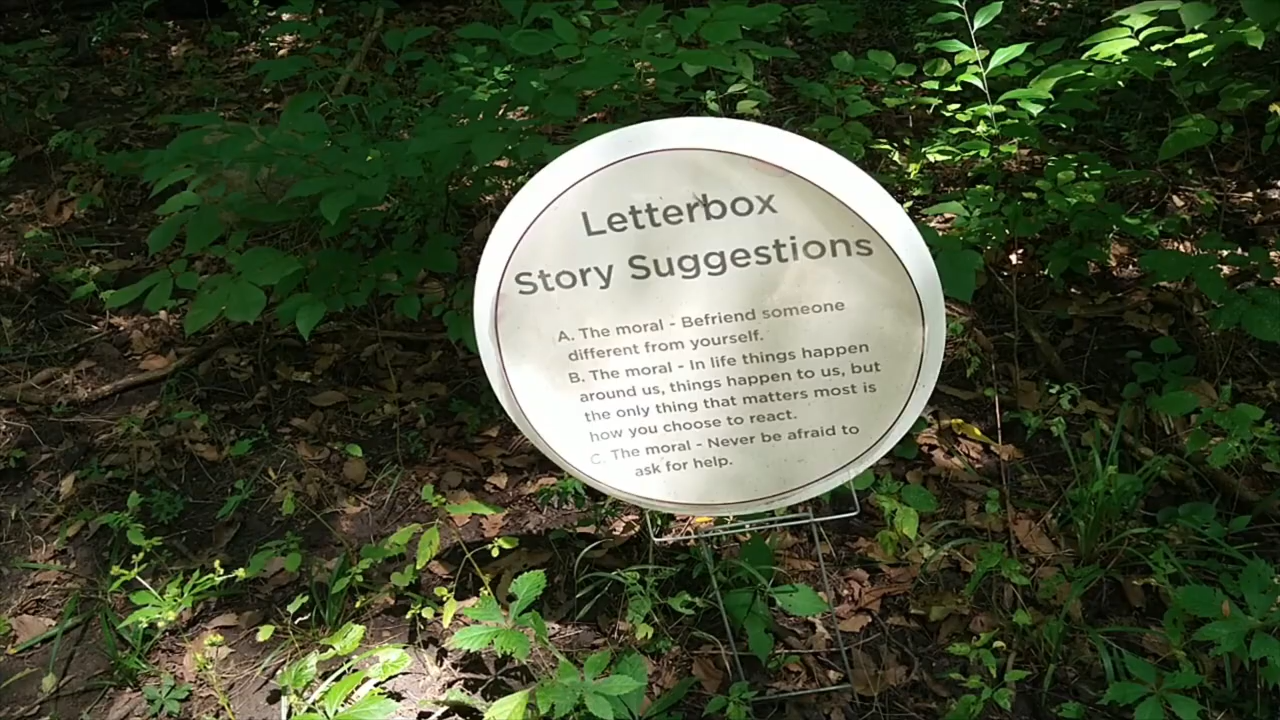 Letterbox
Story Suggestions
A. The moral - Befriend someone
different from yourself.
B. The moral - In life things happen
around us, things happen to us, but
the only thing that matters most is
how you choose to react.
C. The moral - Never be afraid to
ask for help.